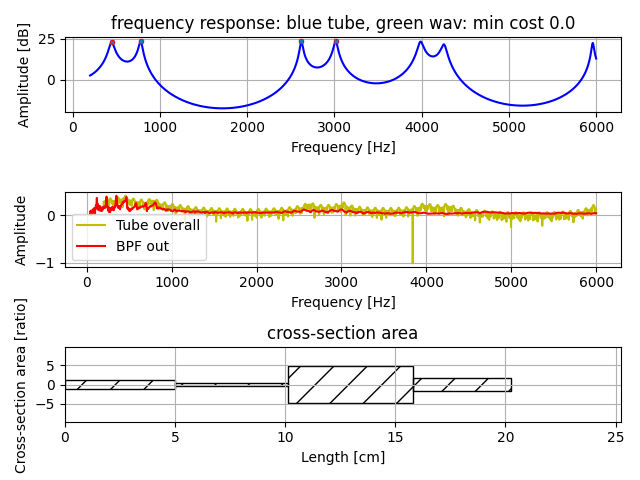 frequency response: blue tube, green wav: min cost 0.0
Amplitude [dB]
25
0
0 1000 2000 3000 4000 5000 6000
Frequency [Hz]
Amplitude
0
−1
Tube overall
BPF out
0 1000 2000 3000 4000 5000 6000
Frequency [Hz]
cross-section area
Cross-section area [ratio]
5
0
−5
0 5 10 15 20 25
Length [cm]